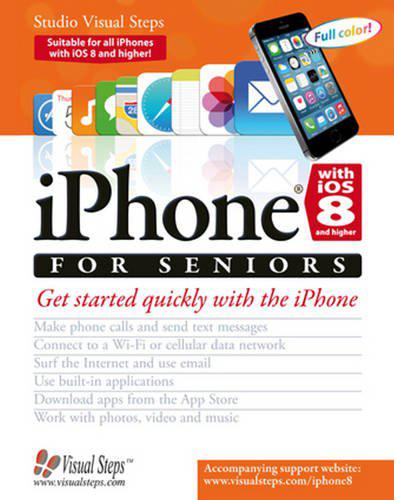 Studio Visual Steps
Suitable for all iPhones
with iOS 8 and higher!
Full color!
iPhone®
with
iOS
8
and higher
FOR SENIORS
Get started quickly with the iPhone
Make phone calls and send text messages
Connect to a Wi-Fi or cellular data network
Surf the Internet and use email
Use built-in applications
Download apps from the App Store
Work with photos, video and music
Visual Steps™
www.visualsteps.com
Accompanying support website:
www.visualsteps.com/iphone8